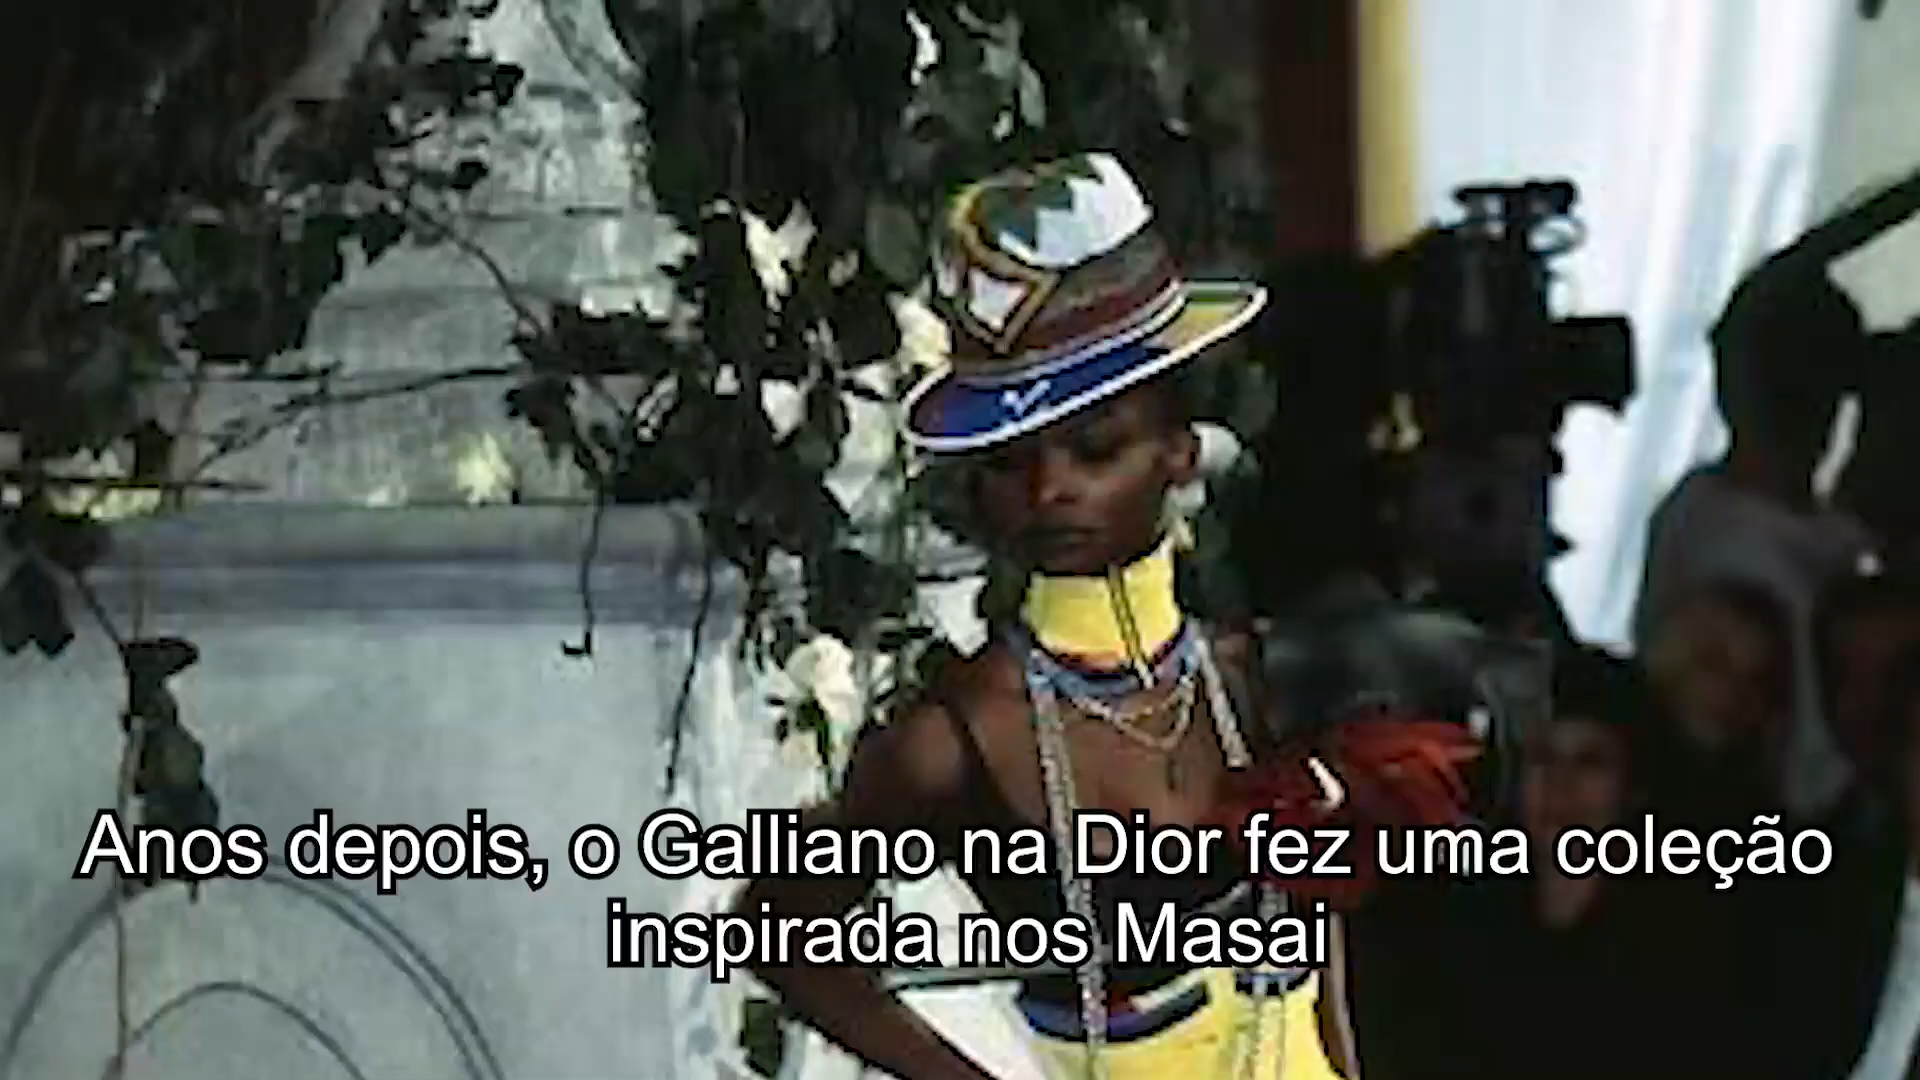 Anos depois, o Galliano na Dior fez uma coleção
inspirada nos Masai